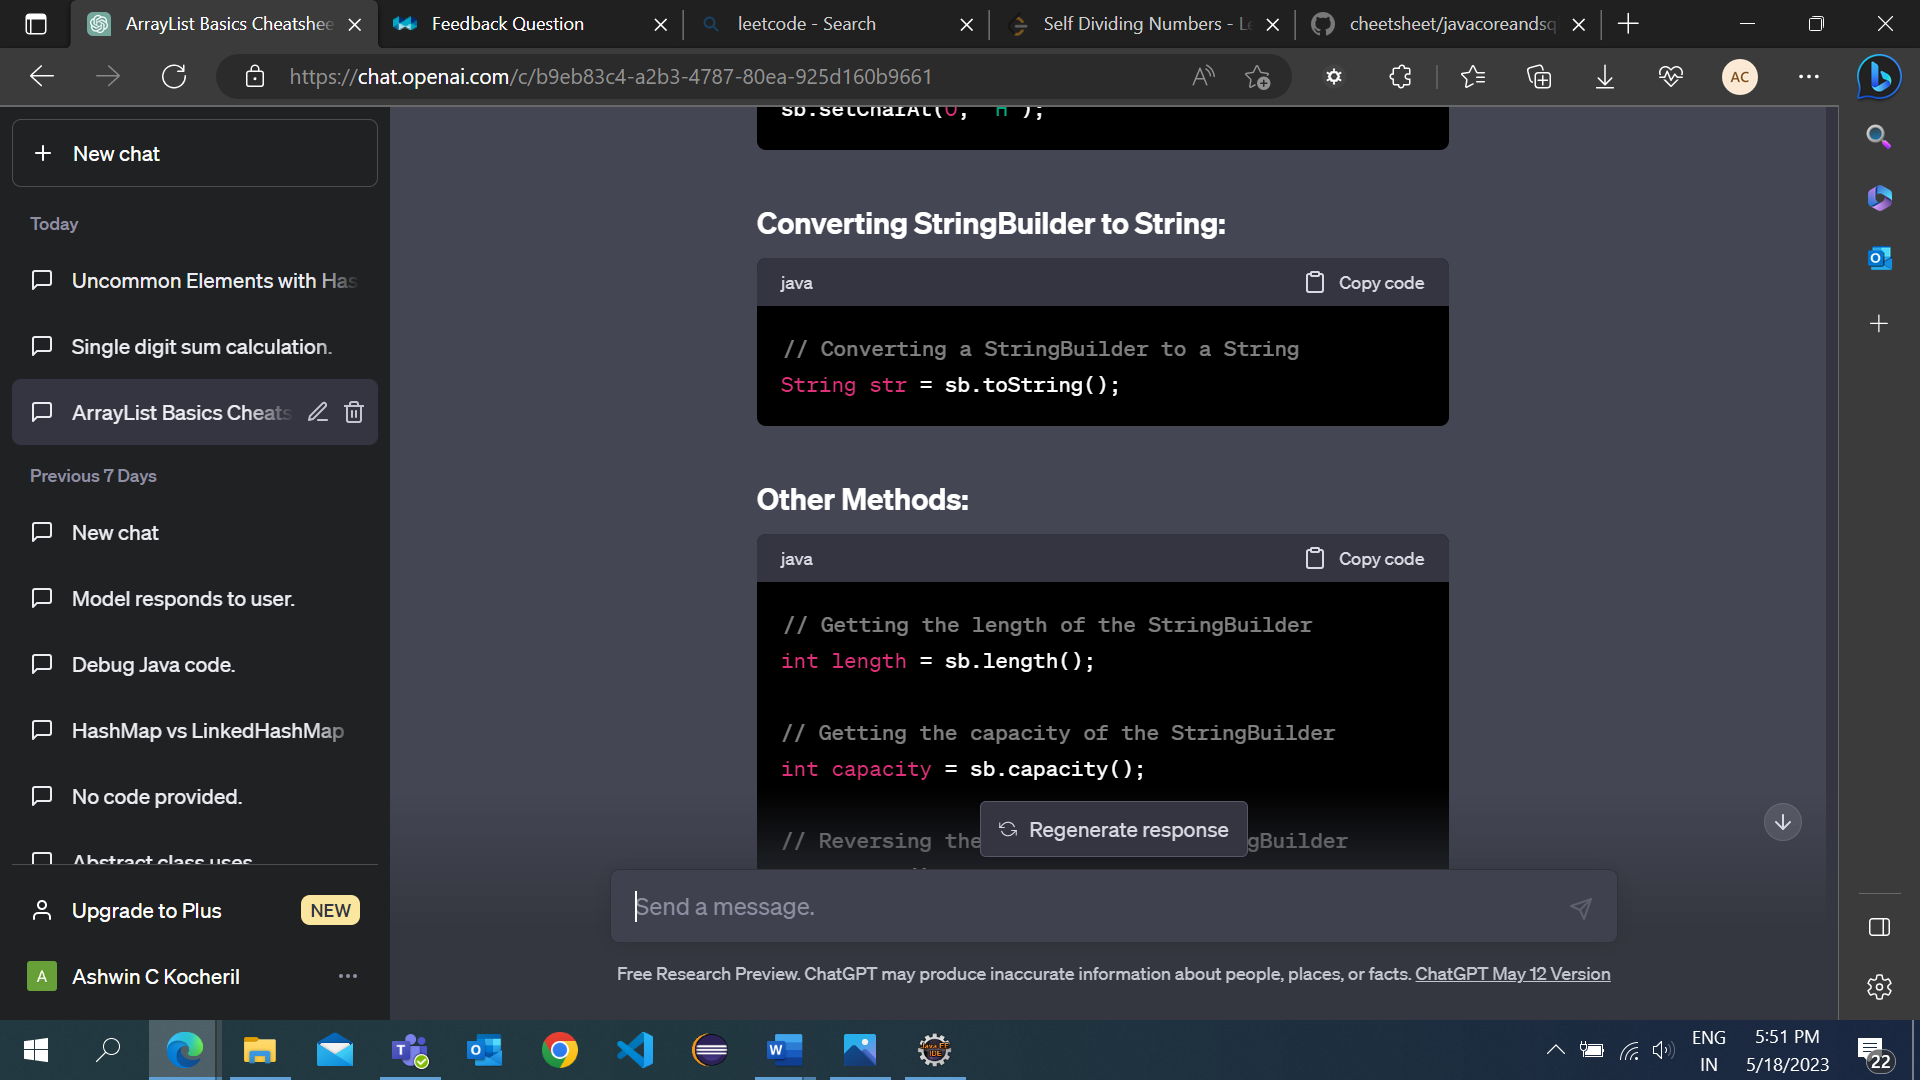 ArrayList Basics Cheatshee
Feedback Question
leetcode - Search
Self Dividing Numbers - Le
cheetsheet/javacoreandsq
https://chat.openai.com/c/b9eb83c4-a2b3-4787-80ea-925d160b9661
AC
New chat
Today
Uncommon Elements with Has
Single digit sum calculation.
ArrayList Basics Cheats
Previous 7 Days
New chat
Model responds to user.
Debug Java code.
HashMap vs LinkedHashMap
No code provided.
Abstract class uses
Upgrade to Plus NEW
A Ashwin C Kocheril
sb.setCharAt(0, 'H');
Converting StringBuilder to String:
java Copy code
// Converting a StringBuilder to a String
String str = sb.toString();
Other Methods:
java Copy code
// Getting the length of the StringBuilder
int length = sb.length();
// Getting the capacity of the StringBuilder
int capacity = sb.capacity();
// Reversing the gBuilder
Regenerate response
Send a message.
Free Research Preview. ChatGPT may produce inaccurate information about people, places, or facts. ChatGPT May 12 Version
ENG
IN
5:51 PM
5/18/2023
22